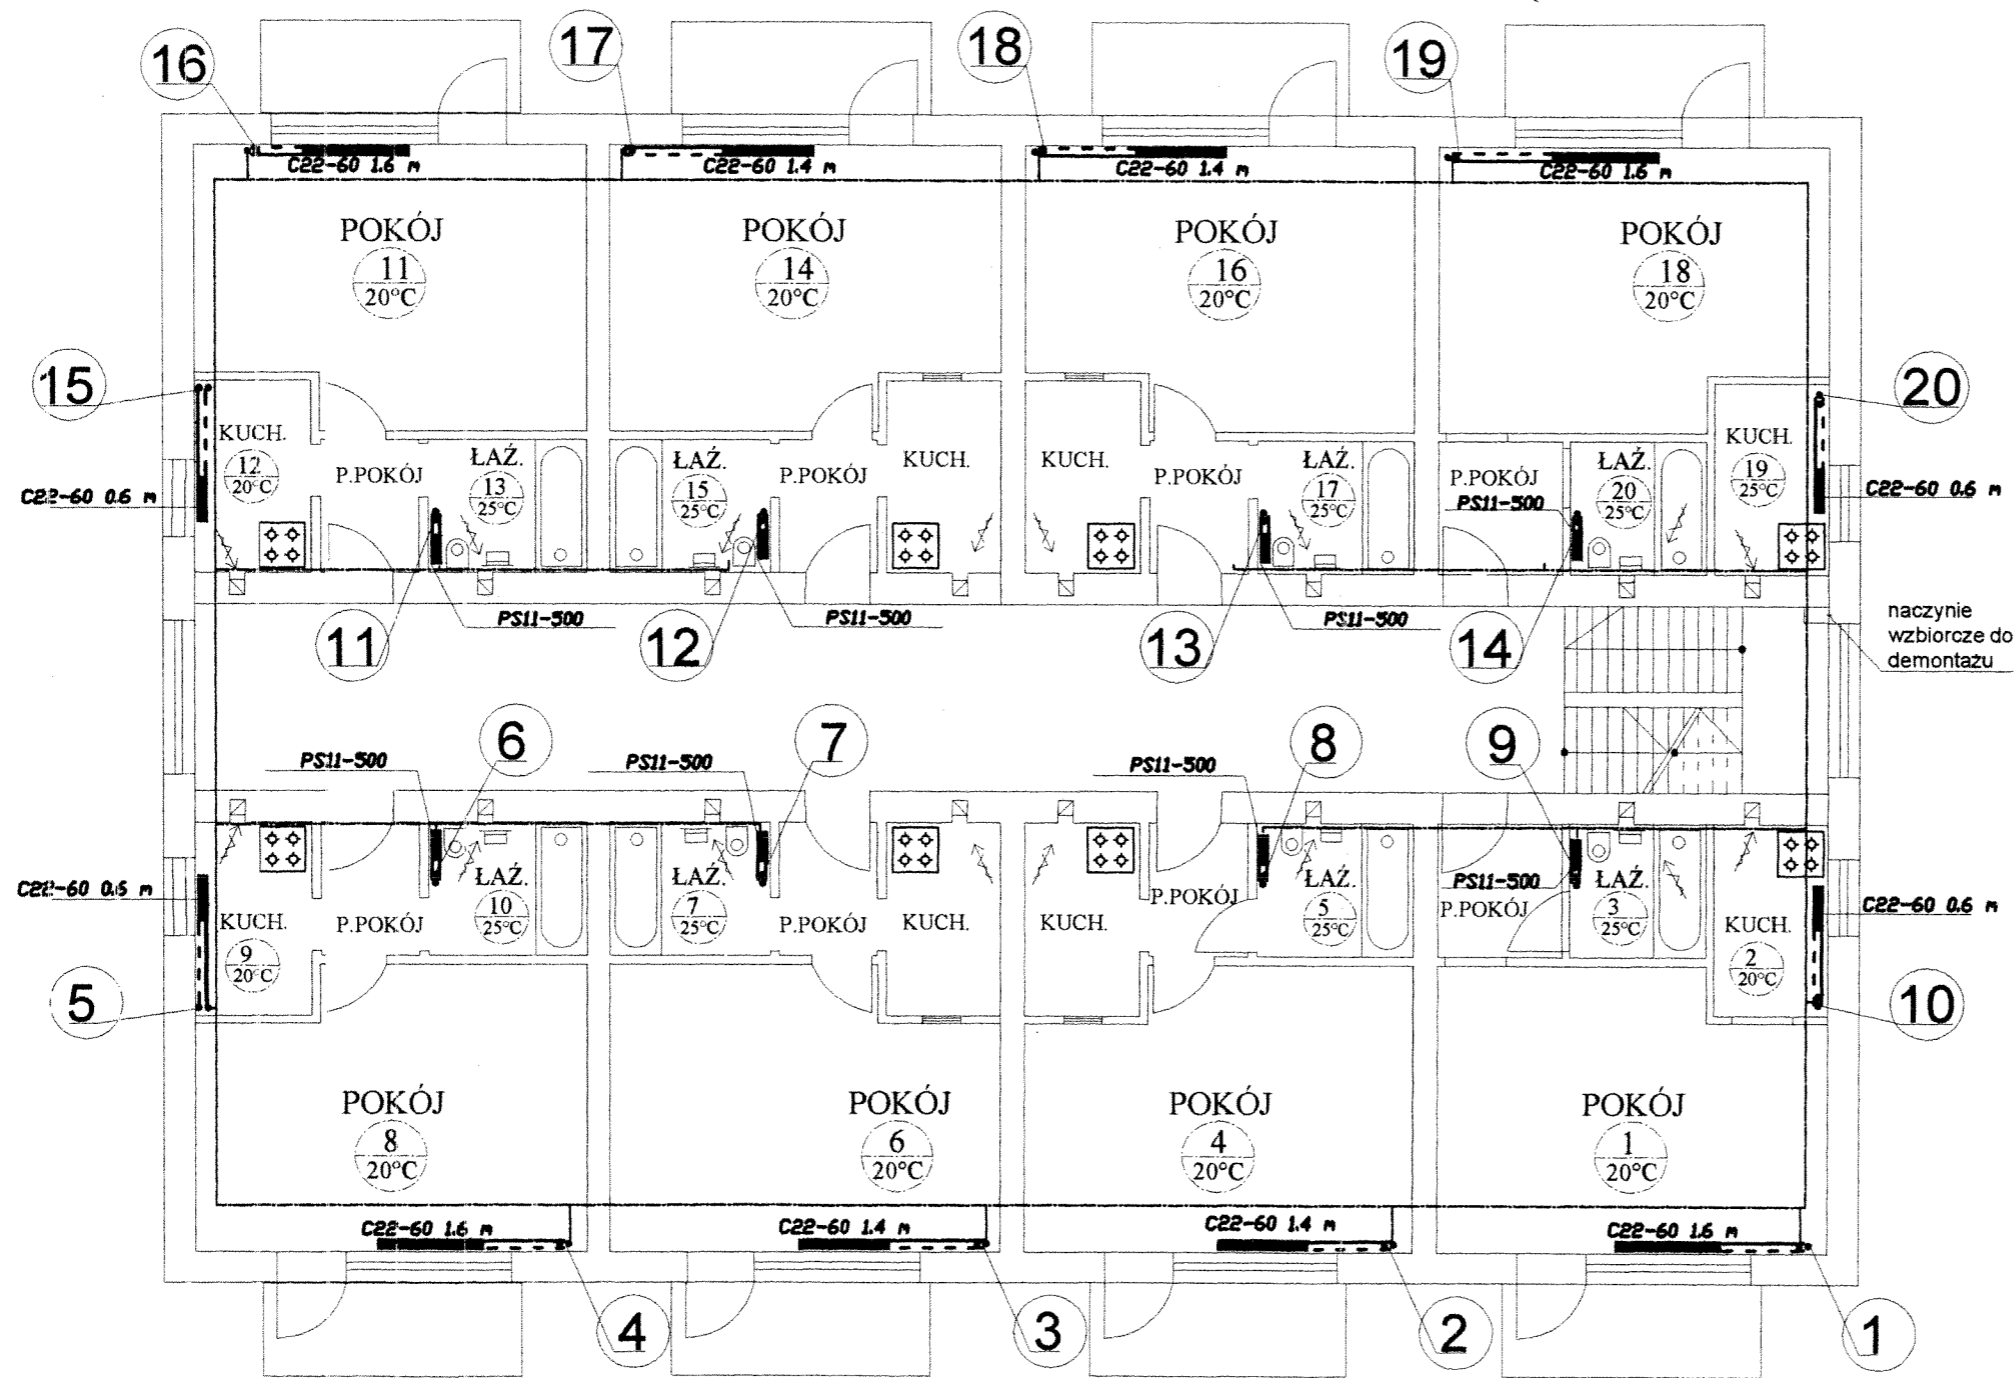 16
17
18
19
C22-60 1.6 m
C22-60 1.4 m
C22-60 1.4 m
C22-60 1.6 m
POKÓJ
11
20°C
POKÓJ
14
20°C
POKÓJ
16
20°C
POKÓJ
18
20°C
15
20
KUCH.
12
20°C
P.POKÓJ
ŁAŹ.
13
25°C
ŁAŹ.
15
25°C
P.POKÓJ
KUCH.
KUCH.
P.POKÓJ
ŁAŹ.
17
25°C
P.POKÓJ
PS11-500
ŁAŹ.
20
25°C
KUCH.
19
25°C
C22-60 0.6 m
C22-60 0.6 m
11
PS11-500
12
PS11-500
13
PS11-500
14
naczynie
wzbiorcze do
demontażu
PS11-500
6
PS11-500
7
PS11-500
8
9
C22-60 0.6 m
KUCH.
9
20°C
P.POKÓJ
ŁAŹ.
10
25°C
ŁAŹ.
7
25°C
P.POKÓJ
KUCH.
KUCH.
P.POKÓJ
ŁAŹ.
5
25°C
PS11-500
P.POKÓJ
ŁAŹ.
3
25°C
KUCH.
2
20°C
C22-60 0.6 m
5
10
POKÓJ
8
20°C
POKÓJ
6
20°C
POKÓJ
4
20°C
POKÓJ
1
20°C
C22-60 1.6 m
C22-60 1.4 m
C22-60 1.4 m
C22-60 1.6 m
4
3
2
1